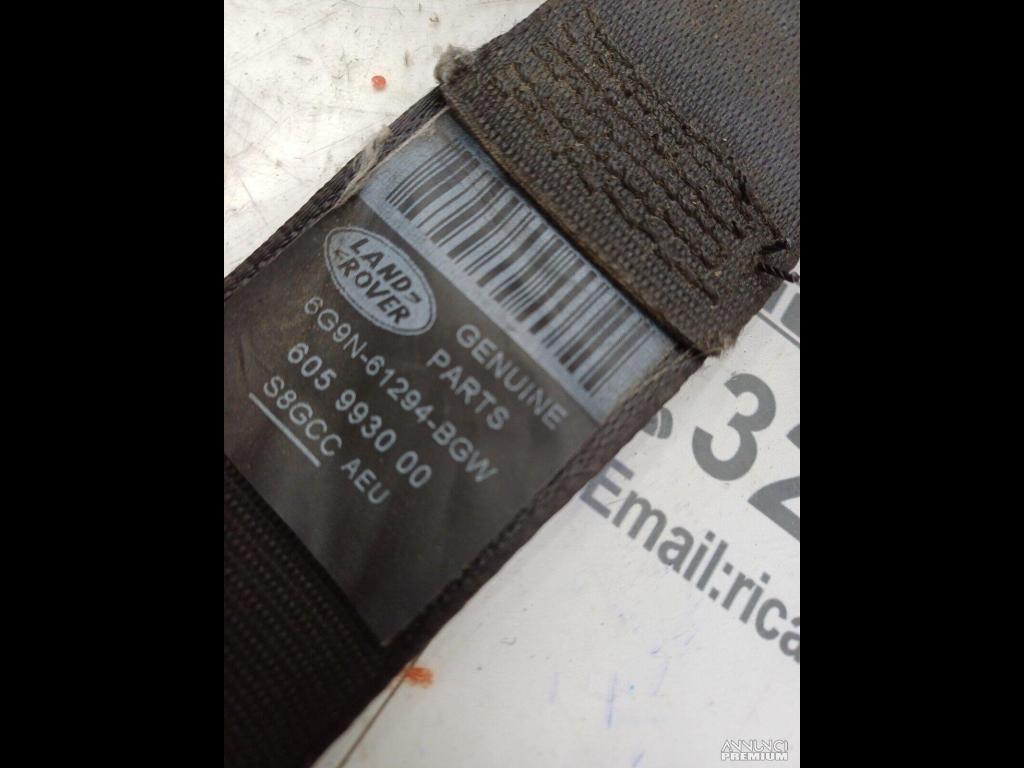 LAND
ROVER
GENUINE
PARTS
6G9N-61294-BGW
605 9930 00
S8GCC AEU
32
Email:rica
ANNUNCI
PREMIUM